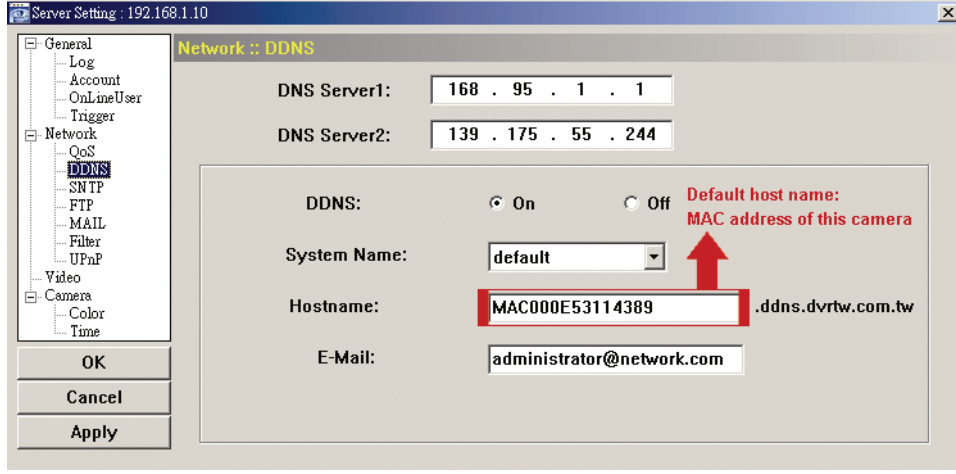 Server Setting : 192.168.1.10
General
Log
Account
OnLineUser
Trigger
Network
QoS
DDNS
SNTP
FTP
MAIL
Filter
UPnP
Video
Camera
Color
Time
OK
Cancel
Apply
Network :: DDNS
DNS Server1: 168 . 95 . 1 . 1
DNS Server2: 139 . 175 . 55 . 244
DDNS: On Off
Default host name:
MAC address of this camera
System Name: default
Hostname: MAC000E53114389 .ddns.dvrtw.com.tw
E-Mail: administrator@network.com